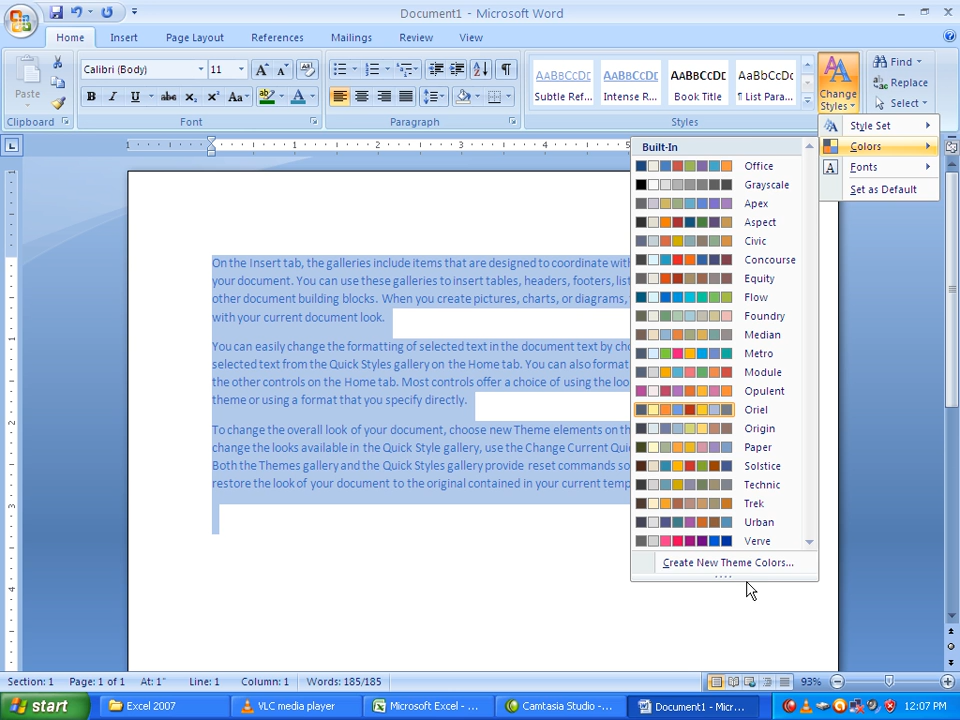 Document1 - Microsoft Word
Home Insert Page Layout References Mailings Review View
Paste
Calibri (Body) 11
B I U abc x₂ x² Aa
AaBbCcDc AaBbCcDc AaBbCcDc AaBbCcDc
Subtle Ref... Intense R... Book Title ¶ List Para...
Change
Styles
Find
Replace
Select
Clipboard Font Paragraph Styles
Style Set
Colors
Fonts
Set as Default
1 1 2 3 4 5
Built-In
Office
Grayscale
Apex
Aspect
Civic
Concourse
Equity
Flow
Foundry
Median
Metro
Module
Opulent
Oriel
Origin
Paper
Solstice
Technic
Trek
Urban
Verve
Create New Theme Colors...
On the Insert tab, the galleries include items that are designed to coordinate with
your document. You can use these galleries to insert tables, headers, footers, list
other document building blocks. When you create pictures, charts, or diagrams,
with your current document look.
You can easily change the formatting of selected text in the document text by cho
selected text from the Quick Styles gallery on the Home tab. You can also format
the other controls on the Home tab. Most controls offer a choice of using the loo
theme or using a format that you specify directly.
To change the overall look of your document, choose new Theme elements on th
change the looks available in the Quick Style gallery, use the Change Current Quic
Both the Themes gallery and the Quick Styles gallery provide reset commands so
restore the look of your document to the original contained in your current temp
Section: 1 Page: 1 of 1 At: 1" Line: 1 Column: 1 Words: 185/185 93%
start Excel 2007 VLC media player Microsoft Excel - ... Camtasia Studio - ... Document1 - Micr... 12:07 PM